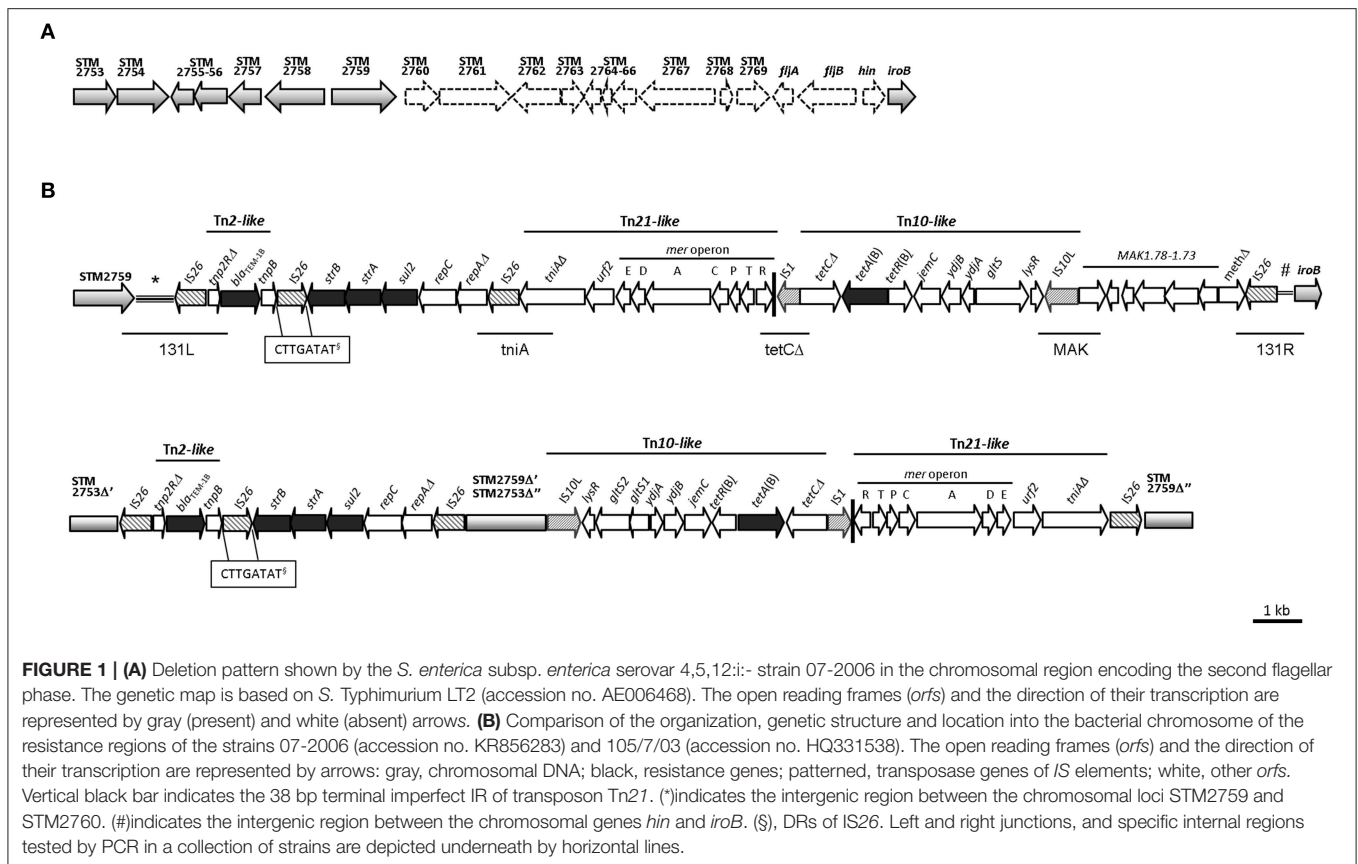 A
STM 2753
STM 2754
STM 2755-56
STM 2757
STM 2758
STM 2759
STM 2760
STM 2761
STM 2762
STM 2763
STM 2764-66
STM 2767
STM 2768
STM 2769
fljA
fljB
hin
iroB
B
Tn2-like
Tn21-like
Tn10-like
mer operon
MAK1.78-1.73
STM2759
*
IS26
tnp2RΔ
blaTEM-1B
tnpB
IS26
strB
strA
sul2
repC
repAΔ
IS26
tniAΔ
urf2
E D A C P T R
IS1
tetCΔ
tetA(B)
tetR(B)
jemC
ydjB
ydjA
gltS
lysR
IS10L
methΔ
IS26
#
iroB
131L
CTTGATAT§
tniA
tetCΔ
MAK
131R
Tn2-like
Tn10-like
Tn21-like
mer operon
STM 2753Δ'
IS26
tnp2RΔ
blaTEM-1B
tnpB
IS26
strB
strA
sul2
repC
repAΔ
IS26
STM2759Δ'
STM2753Δ"
IS10L
lysR
gltS2
gltS1
ydjA
ydjB
jemC
tetR(B)
tetA(B)
tetCΔ
IS1
R T P C A D E
urf2
tniAΔ
IS26
STM 2759Δ"
CTTGATAT§
1 kb
FIGURE 1 | (A) Deletion pattern shown by the S. enterica subsp. enterica serovar 4,5,12:i:- strain 07-2006 in the chromosomal region encoding the second flagellar
phase. The genetic map is based on S. Typhimurium LT2 (accession no. AE006468). The open reading frames (orfs) and the direction of their transcription are
represented by gray (present) and white (absent) arrows. (B) Comparison of the organization, genetic structure and location into the bacterial chromosome of the
resistance regions of the strains 07-2006 (accession no. KR856283) and 105/7/03 (accession no. HQ331538). The open reading frames (orfs) and the direction of
their transcription are represented by arrows: gray, chromosomal DNA; black, resistance genes; patterned, transposase genes of IS elements; white, other orfs.
Vertical black bar indicates the 38 bp terminal imperfect IR of transposon Tn21. (*)indicates the intergenic region between the chromosomal loci STM2759 and
STM2760. (#)indicates the intergenic region between the chromosomal genes hin and iroB. (§), DRs of IS26. Left and right junctions, and specific internal regions
tested by PCR in a collection of strains are depicted underneath by horizontal lines.